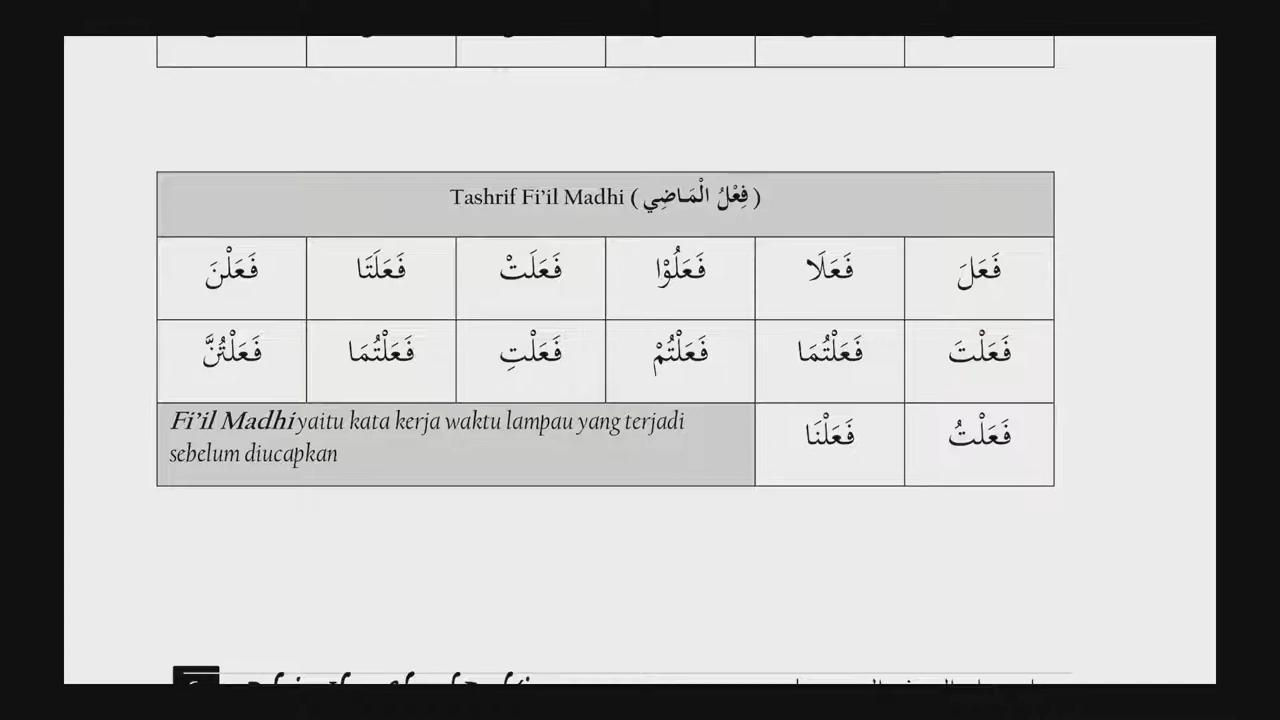 Tashrif Fi’il Madhi ( فِعْلُ الْمَاضِي )
فَعَلَ فَعَلَا فَعَلُوْا فَعَلَتْ فَعَلَتَا فَعَلْنَ
فَعَلْتَ فَعَلْتُمَا فَعَلْتُمْ فَعَلْتِ فَعَلْتُمَا فَعَلْتُنَّ
فَعَلْتُ فَعَلْنَا
Fi’il Madhi yaitu kata kerja waktu lampau yang terjadi
sebelum diucapkan